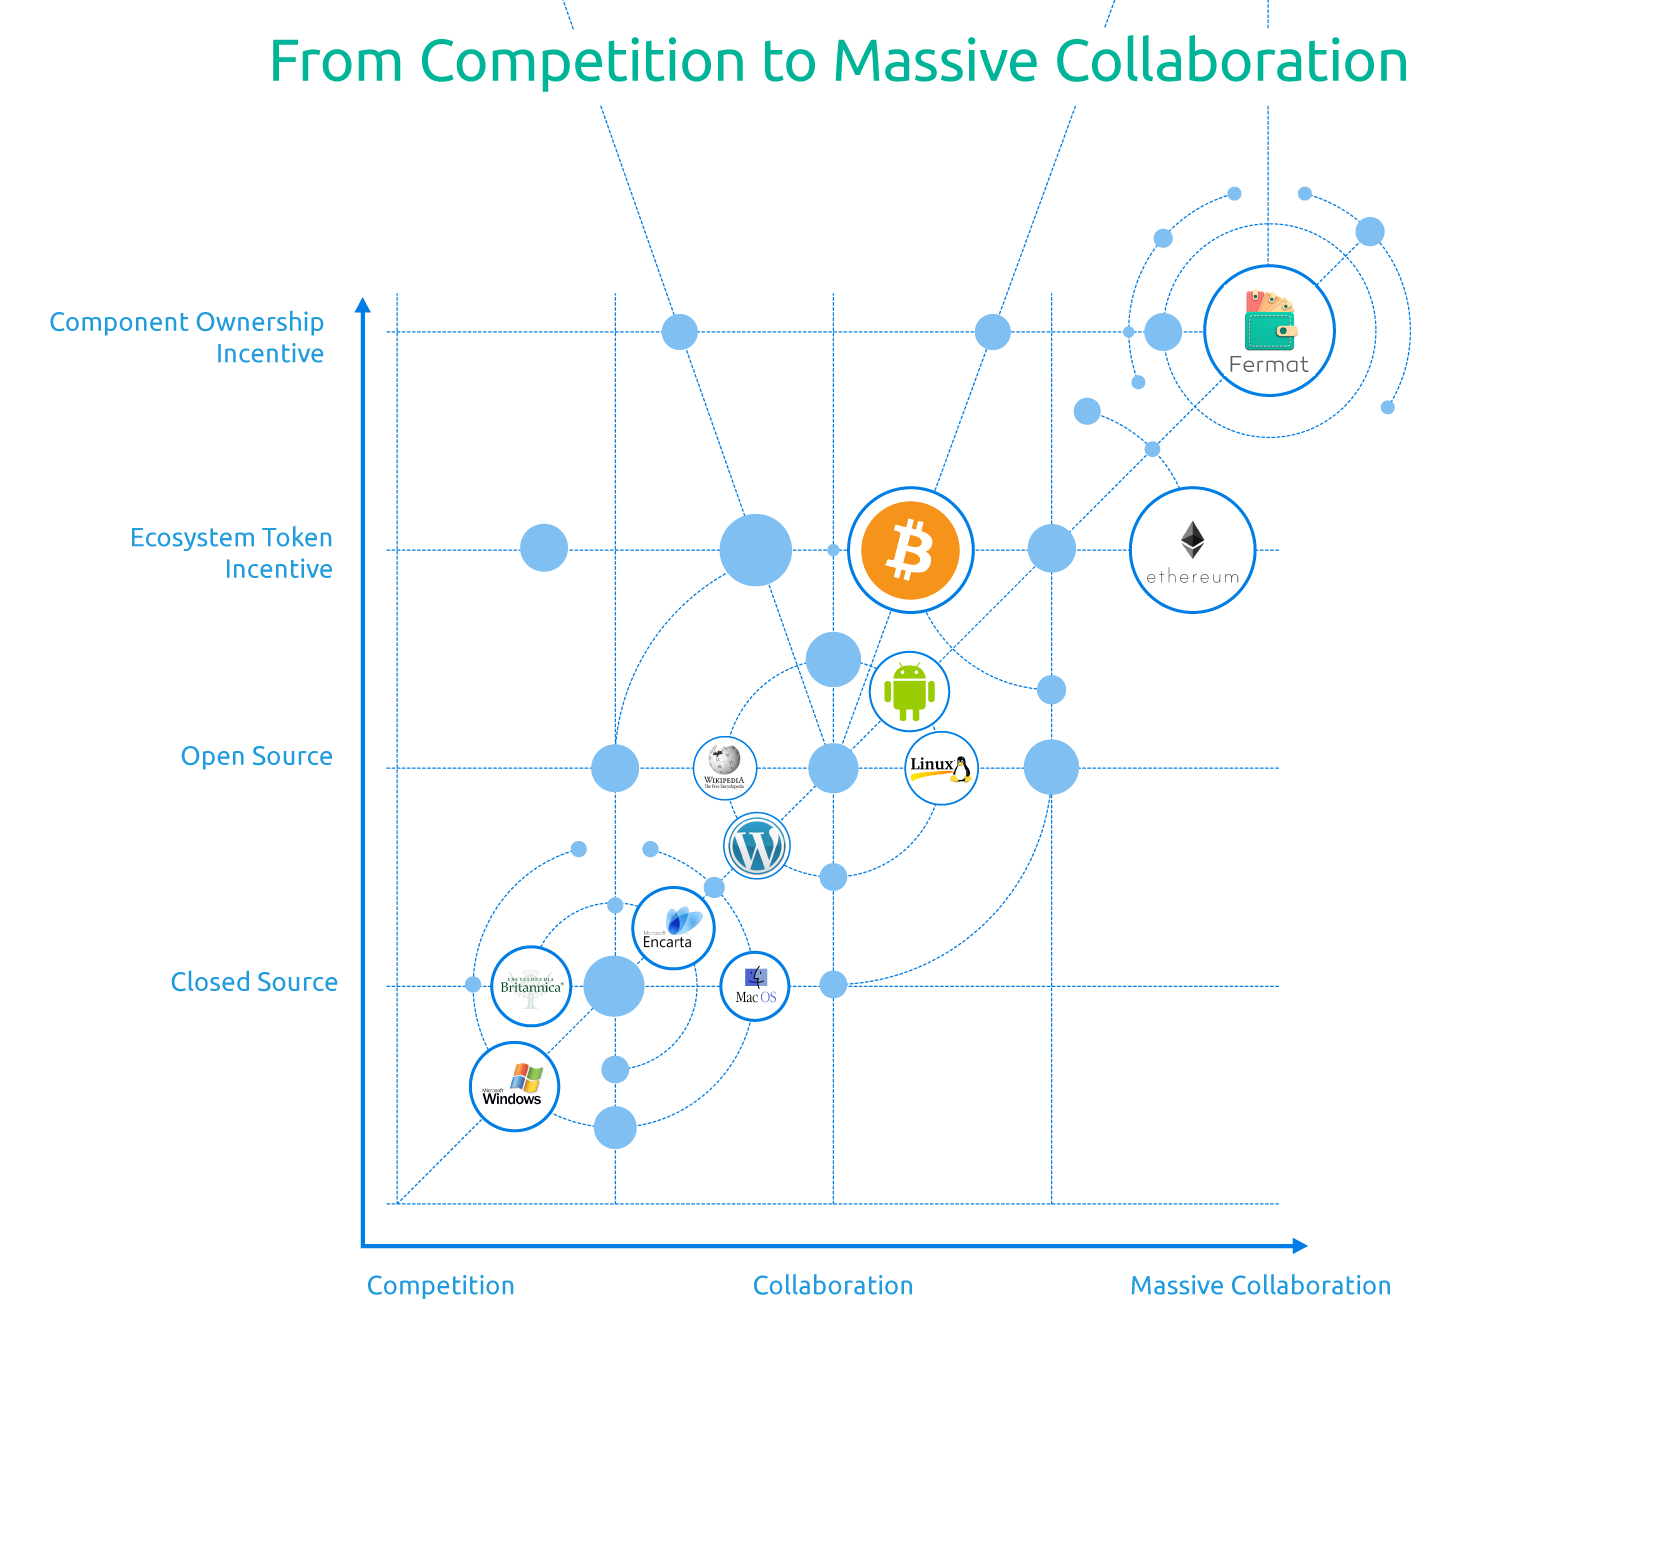 From Competition to Massive Collaboration
Component Ownership
Incentive
Fermat
Ecosystem Token
Incentive
ethereum
Open Source
WIKIPEDIA
The Free Encyclopedia
Linux
W
Microsoft
Encarta
Closed Source
ENCYCLOPÆDIA
Britannica®
Mac OS
Microsoft
Windows
Competition
Collaboration
Massive Collaboration